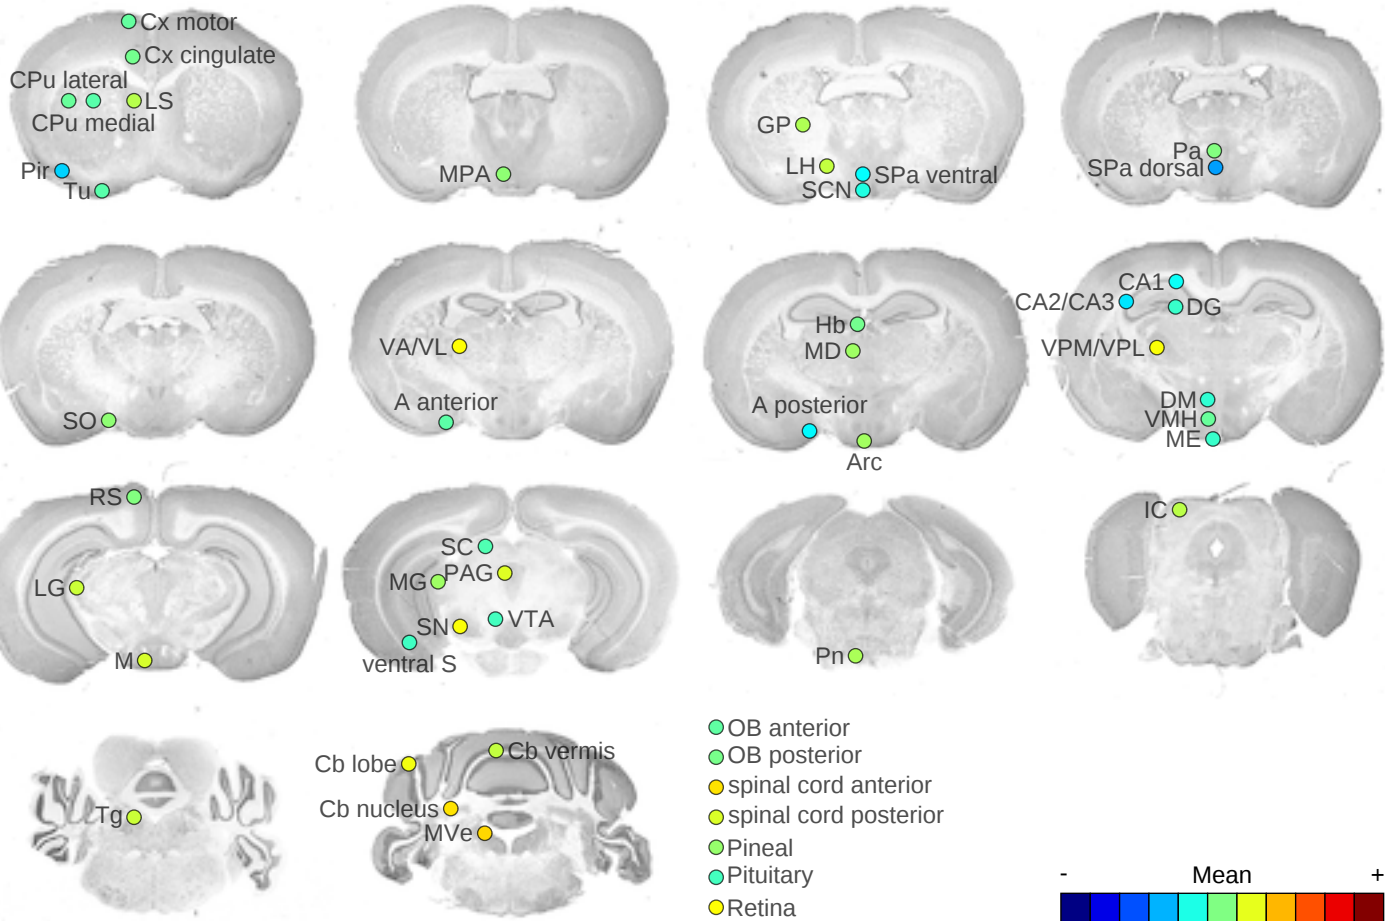 Cx motor
Cx cingulate
CPu lateral
LS
CPu medial
Pir
Tu
MPA
GP
LH
SPa ventral
SCN
Pa
SPa dorsal
SO
VA/VL
A anterior
Hb
MD
A posterior
Arc
CA1
CA2/CA3
DG
VPM/VPL
DM
VMH
ME
RS
LG
M
SC
MG
PAG
SN
VTA
ventral S
Pn
IC
Tg
Cb lobe
Cb vermis
Cb nucleus
MVe
OB anterior
OB posterior
spinal cord anterior
spinal cord posterior
Pineal
Pituitary
Retina
- Mean +